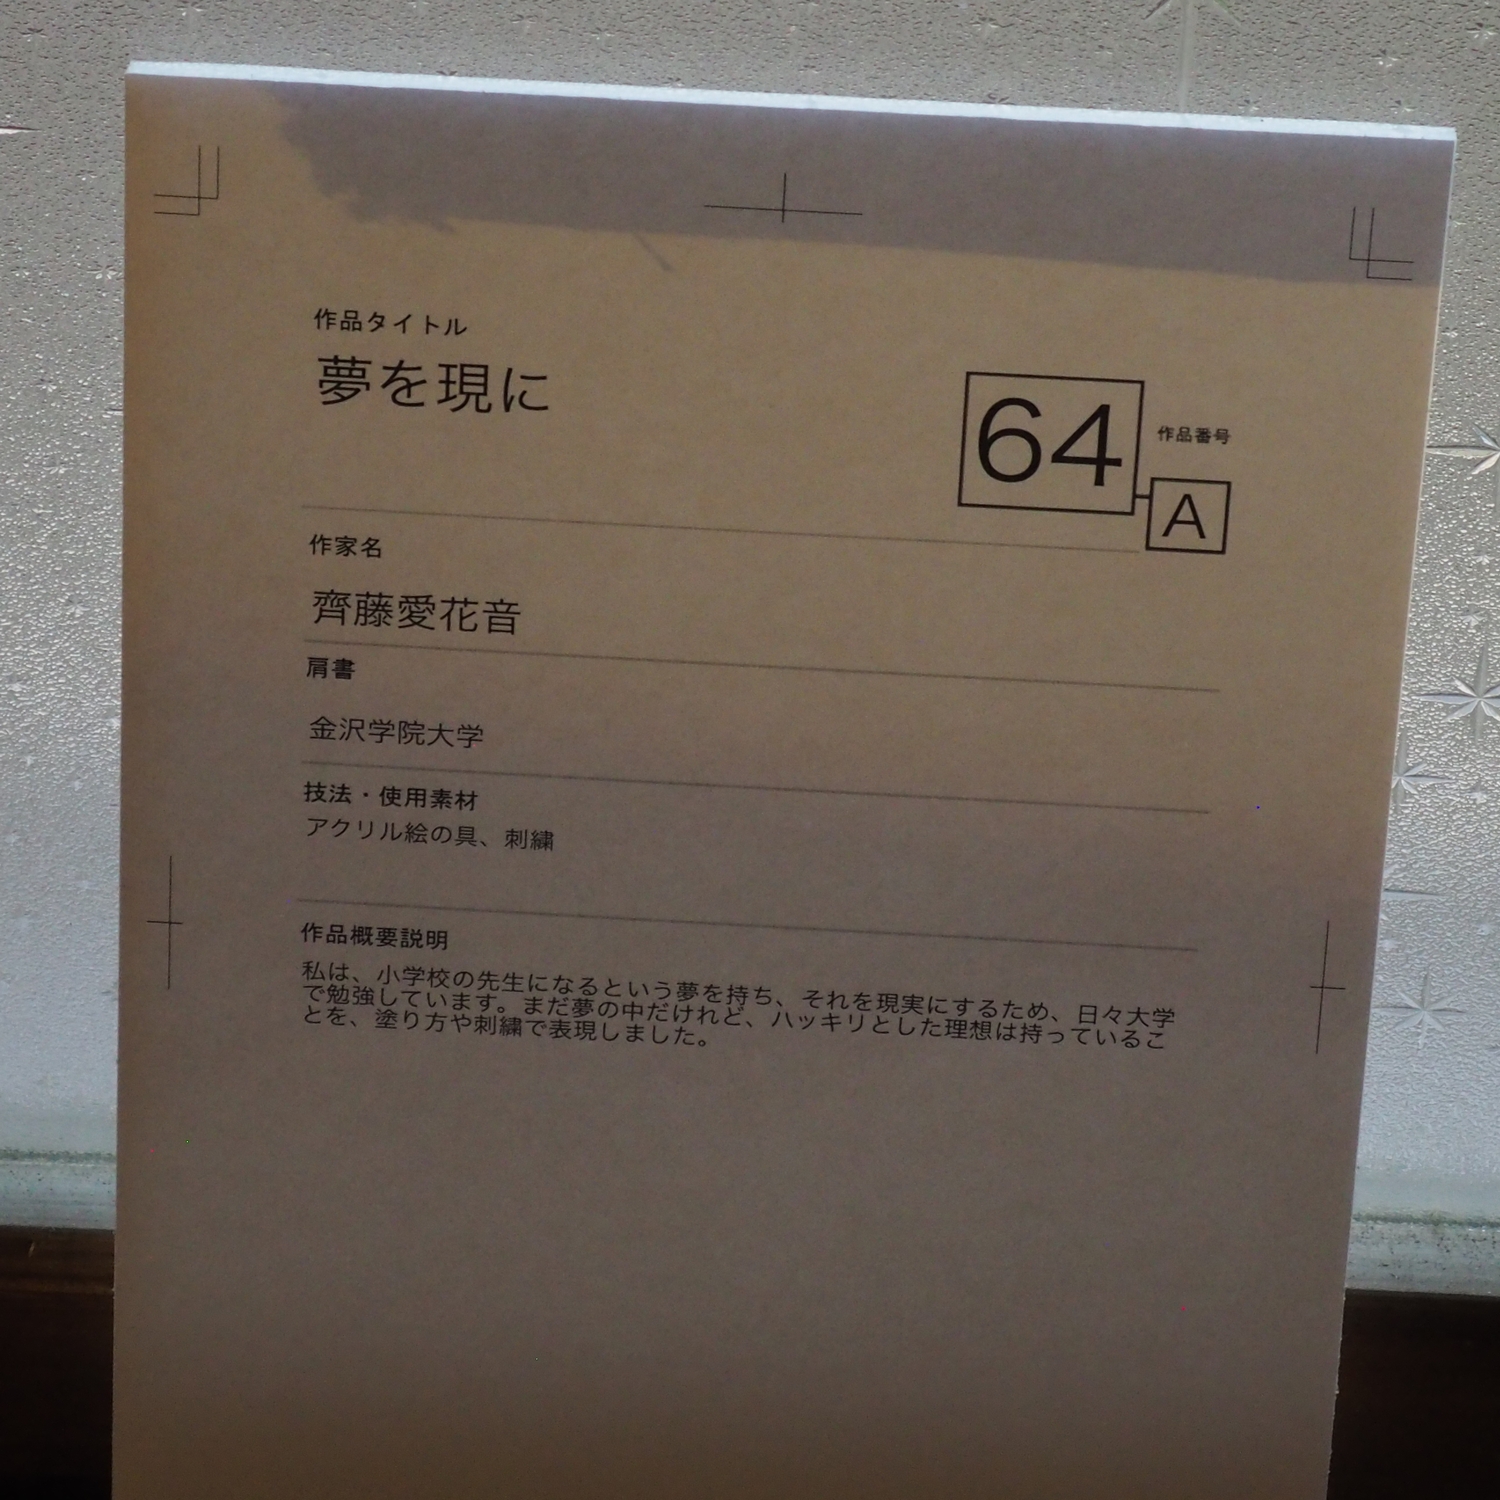 作品タイトル
夢を現に
64
作品番号
A
作家名
齊藤愛花音
肩書
金沢学院大学
技法・使用素材
アクリル絵の具、刺繍
作品概要説明
私は、小学校の先生になるという夢を持ち、それを現実にするため、日々大学
で勉強しています。まだ夢の中だけれど、ハッキリとした理想は持っているこ
とを、塗り方や刺繍で表現しました。